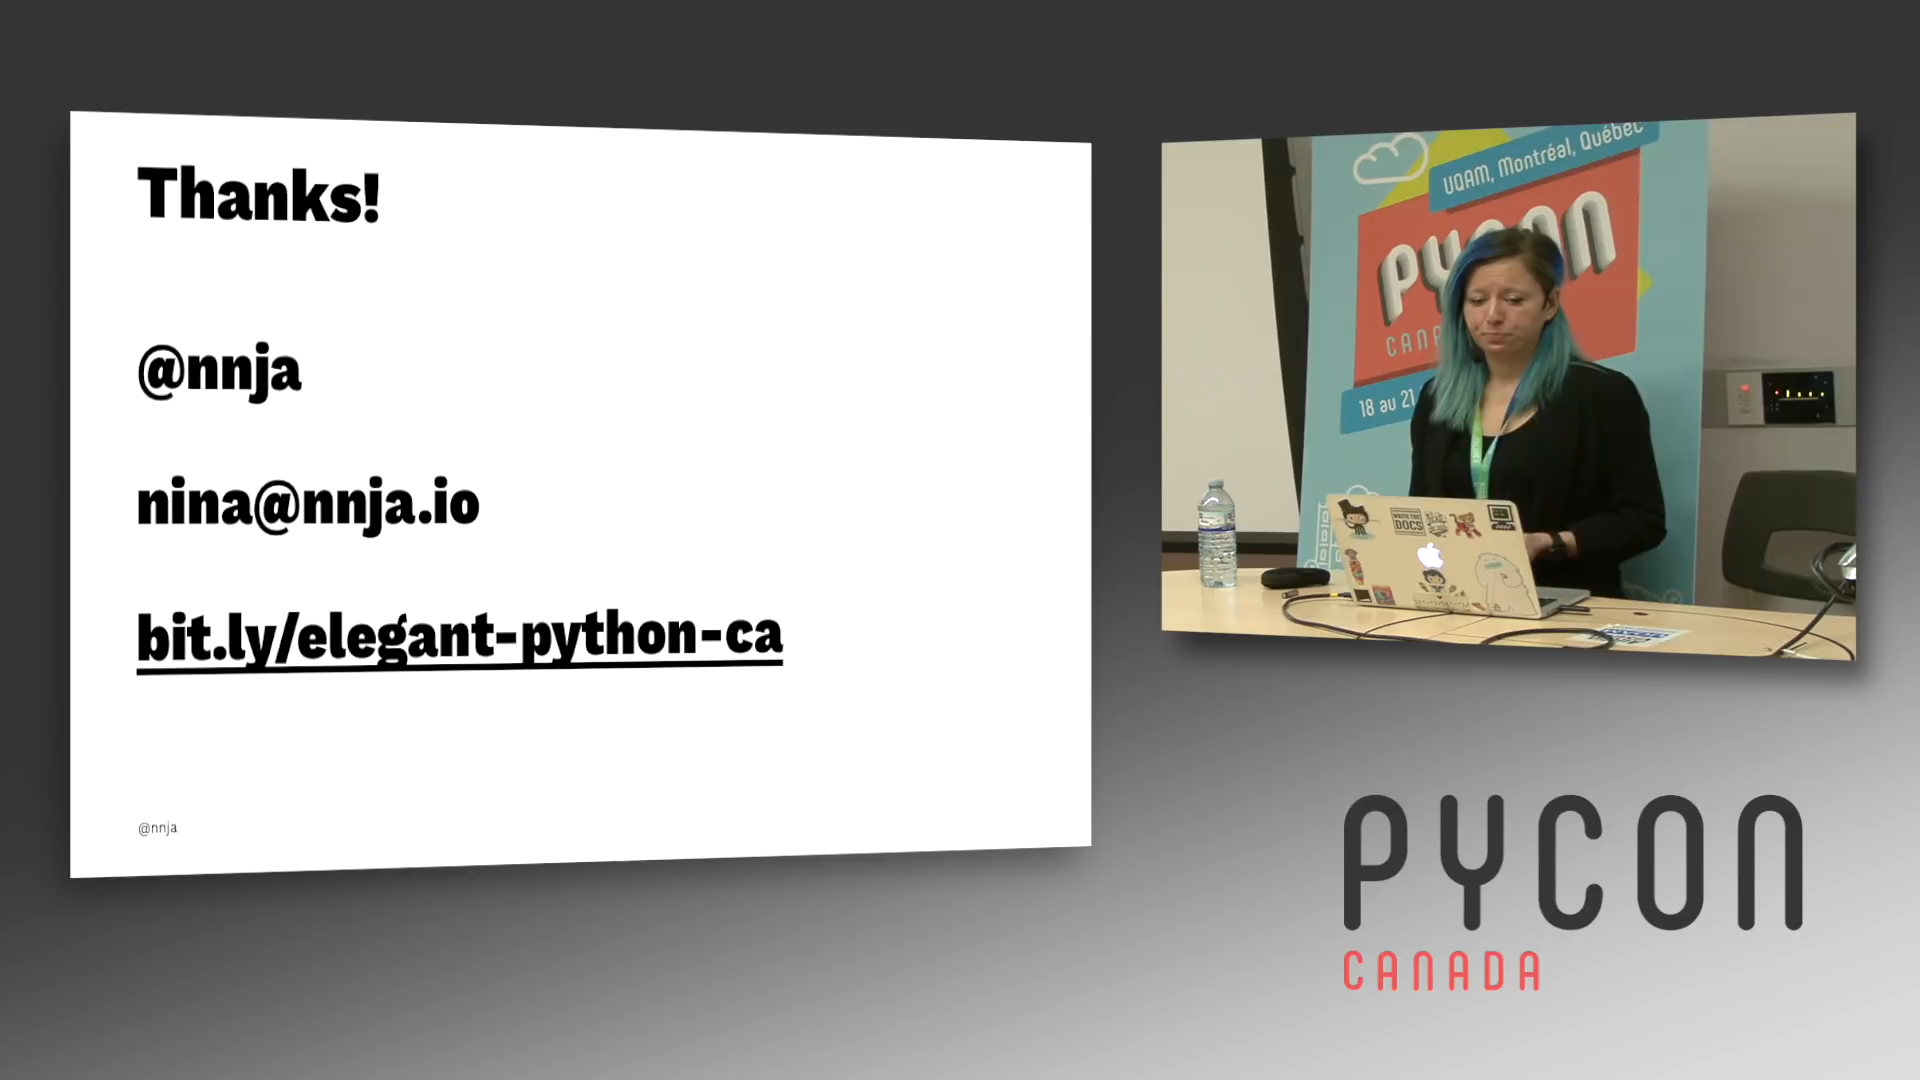 Thanks!
@nnja
nina@nnja.io
bit.ly/elegant-python-ca
@nnja
UQAM, Montréal, Québec
PYCON
18 au 21
WRITE THE
DOCS
PYCON
CANADA